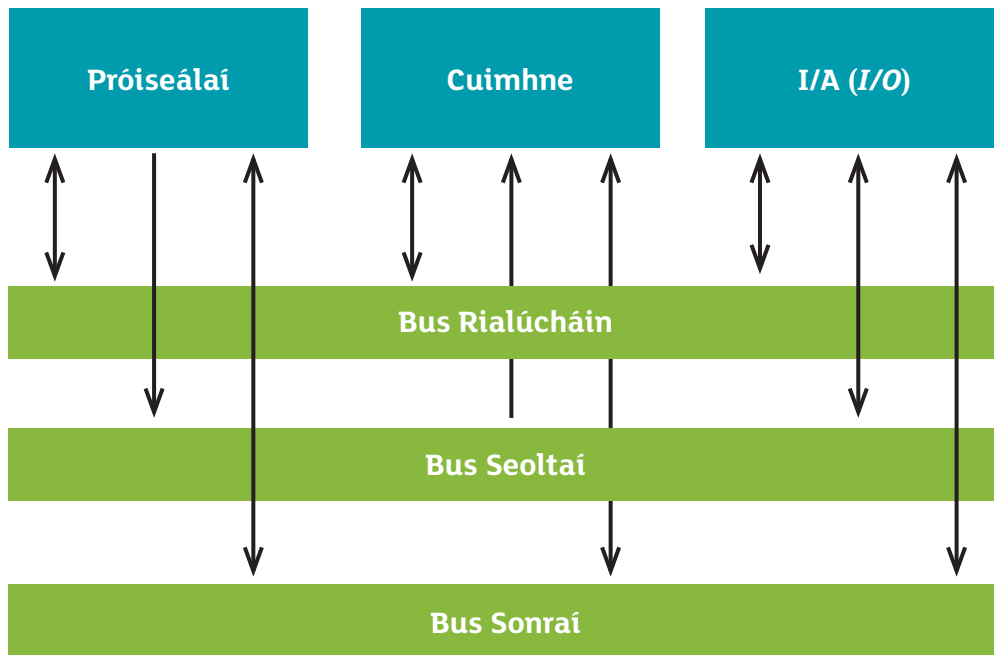 Próiseálaí
Cuimhne
I/A (I/O)
Bus Rialúcháin
Bus Seoltaí
Bus Sonraí